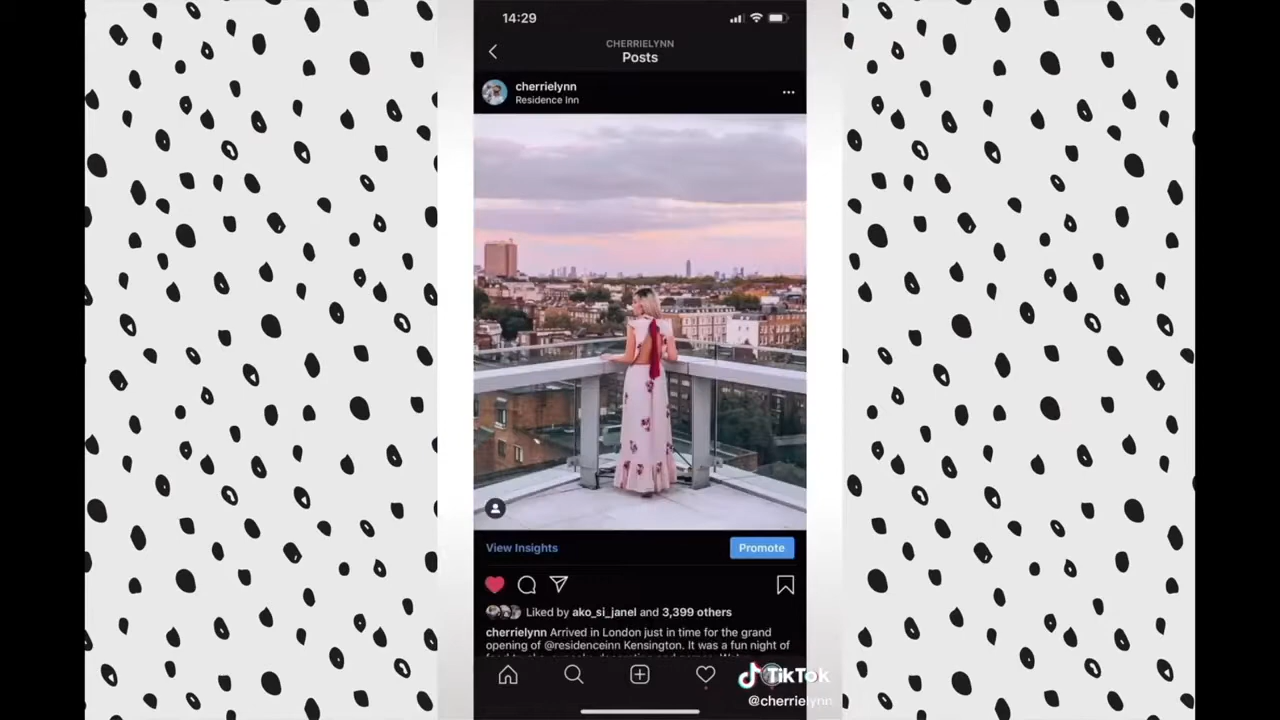 14:29
CHERRIELYNN
Posts
cherrielynn
Residence Inn
View Insights
Promote
Liked by ako_si_janel and 3,399 others
cherrielynn Arrived in London just in time for the grand
opening of @residenceinn Kensington. It was a fun night of
TikTok
@cherrielynn